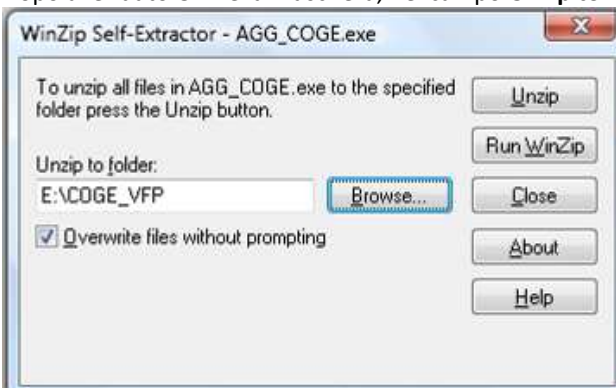 WinZip Self-Extractor - AGG_COGE.exe
To unzip all files in AGG_COGE.exe to the specified
folder press the Unzip button.
Unzip to folder:
E:\COGE_VFP
Browse...
Overwrite files without prompting
Unzip
Run WinZip
Close
About
Help